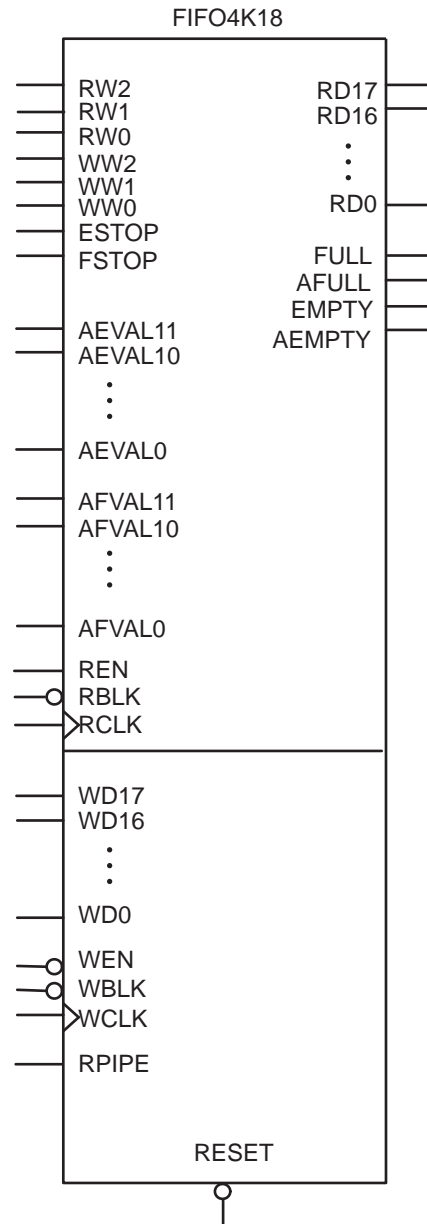 FIFO4K18
RW2
RW1
RW0
WW2
WW1
WW0
ESTOP
FSTOP
AEVAL11
AEVAL10
AEVAL0
AFVAL11
AFVAL10
AFVAL0
REN
RBLK
RCLK
RD17
RD16
RD0
FULL
AFULL
EMPTY
AEMPTY
WD17
WD16
WD0
WEN
WBLK
WCLK
RPIPE
RESET